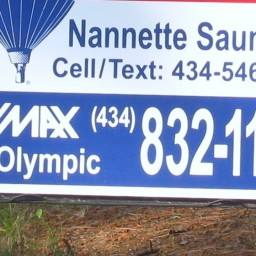 Nannette Saun
Cell/Text: 434-546
/MAX (434) 832-11
Olympic